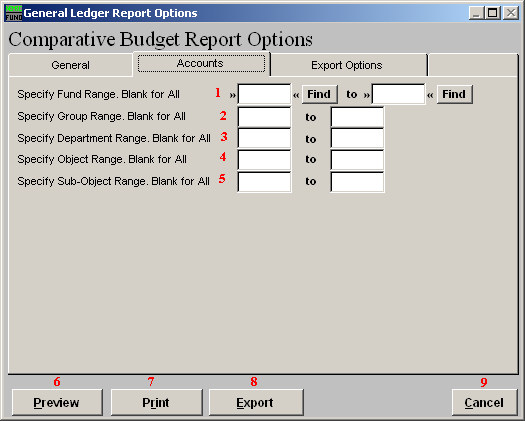 FUND
General Ledger Report Options
Comparative Budget Report Options
General Accounts Export Options
Specify Fund Range. Blank for All 1 » « Find to » « Find
Specify Group Range. Blank for All 2 to
Specify Department Range. Blank for All 3 to
Specify Object Range. Blank for All 4 to
Specify Sub-Object Range. Blank for All 5 to
6 7 8 9
Preview Print Export Cancel